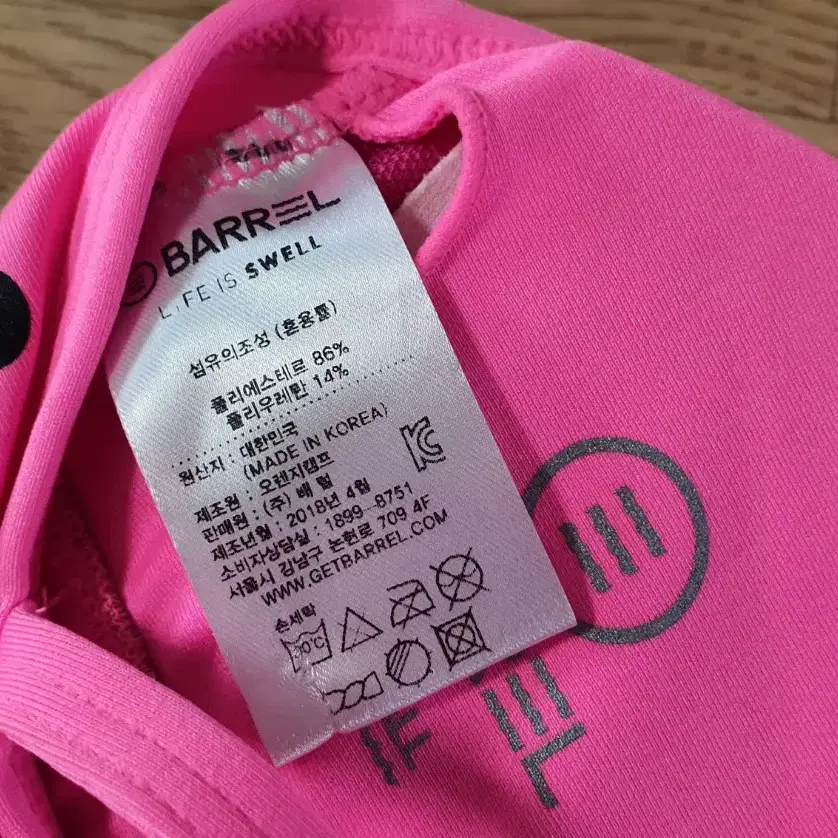 BARREL
LIFE IS SWELL
섬유의조성 (혼용률)
폴리에스테르 86%
폴리우레탄 14%
원산지 : 대한민국
(MADE IN KOREA)
제조원 : 오렌지캠프
판매원 : (주) 배럴
제조년월 : 2018년 4월
소비자상담실 : 1899-8751
서울시 강남구 논현로 709 4F
WWW.GETBARREL.COM
손세탁
30℃